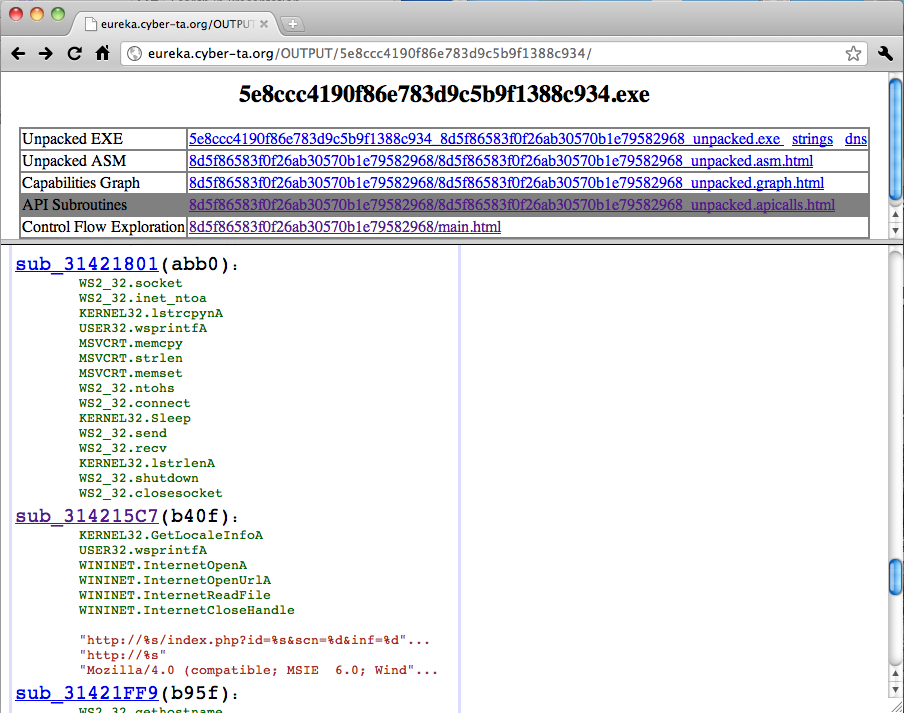 eureka.cyber-ta.org/OUTPUT
eureka.cyber-ta.org/OUTPUT/5e8ccc4190f86e783d9c5b9f1388c934/
5e8ccc4190f86e783d9c5b9f1388c934.exe
Unpacked EXE 5e8ccc4190f86e783d9c5b9f1388c934_8d5f86583f0f26ab30570b1e79582968_unpacked.exe strings dns
Unpacked ASM 8d5f86583f0f26ab30570b1e79582968/8d5f86583f0f26ab30570b1e79582968_unpacked.asm.html
Capabilities Graph 8d5f86583f0f26ab30570b1e79582968/8d5f86583f0f26ab30570b1e79582968_unpacked.graph.html
API Subroutines 8d5f86583f0f26ab30570b1e79582968/8d5f86583f0f26ab30570b1e79582968_unpacked.apicalls.html
Control Flow Exploration 8d5f86583f0f26ab30570b1e79582968/main.html
sub_31421801(abb0):
WS2_32.socket
WS2_32.inet_ntoa
KERNEL32.lstrcpynA
USER32.wsprintfA
MSVCRT.memcpy
MSVCRT.strlen
MSVCRT.memset
WS2_32.ntohs
WS2_32.connect
KERNEL32.Sleep
WS2_32.send
WS2_32.recv
KERNEL32.lstrlenA
WS2_32.shutdown
WS2_32.closesocket
sub_314215C7(b40f):
KERNEL32.GetLocaleInfoA
USER32.wsprintfA
WININET.InternetOpenA
WININET.InternetOpenUrlA
WININET.InternetReadFile
WININET.InternetCloseHandle
"http://%s/index.php?id=%s&scn=%d&inf=%d"...
"http://%s"
"Mozilla/4.0 (compatible; MSIE  6.0; Wind"...
sub_31421FF9(b95f):
WS2_32.gethostname